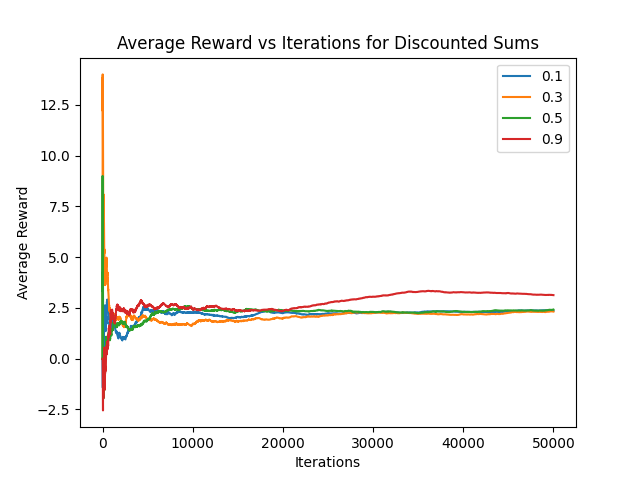 Average Reward vs Iterations for Discounted Sums
0.1
0.3
0.5
0.9
12.5
10.0
7.5
5.0
2.5
0.0
−2.5
Average Reward
0 10000 20000 30000 40000 50000
Iterations